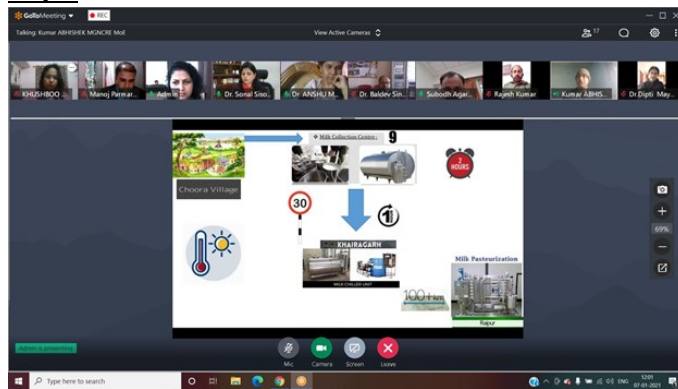 GoToMeeting
REC
Talking: Kumar ABHISHEK MGNCRE MoE
View Active Cameras
17
KHUSHBOO
Manoj Parmar...
Admin
Dr. Sonal Siso...
Dr ANSHU M...
Dr. Baldev Sin...
Subodh Agar...
Rajesh Kumar
Kumar ABHIS...
Dr.Dipti May...
Milk Collection Centre:
9
2
HOURS
Choora Village
30
1
KHAIRAGARH
MILK CHILLER UNIT
100+km
Milk Pasteurization
Raipur
69%
Admin is presenting
Mic
Camera
Screen
Leave
Type here to search
ENG
1201
07-01-2021